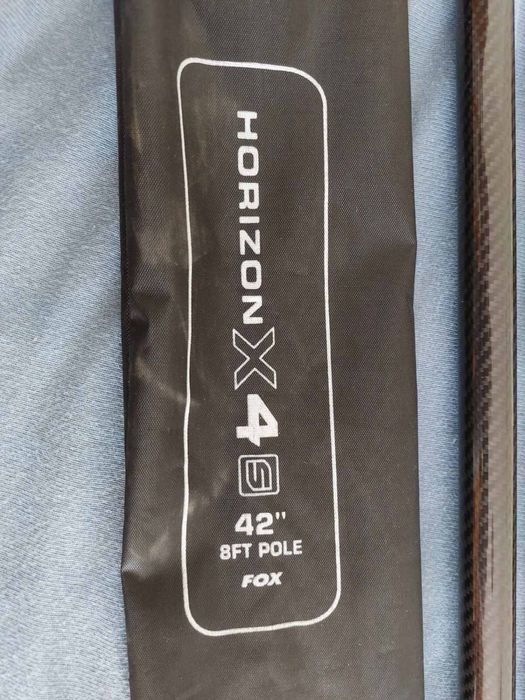 HORIZON X4 S
42"
8FT POLE
FOX